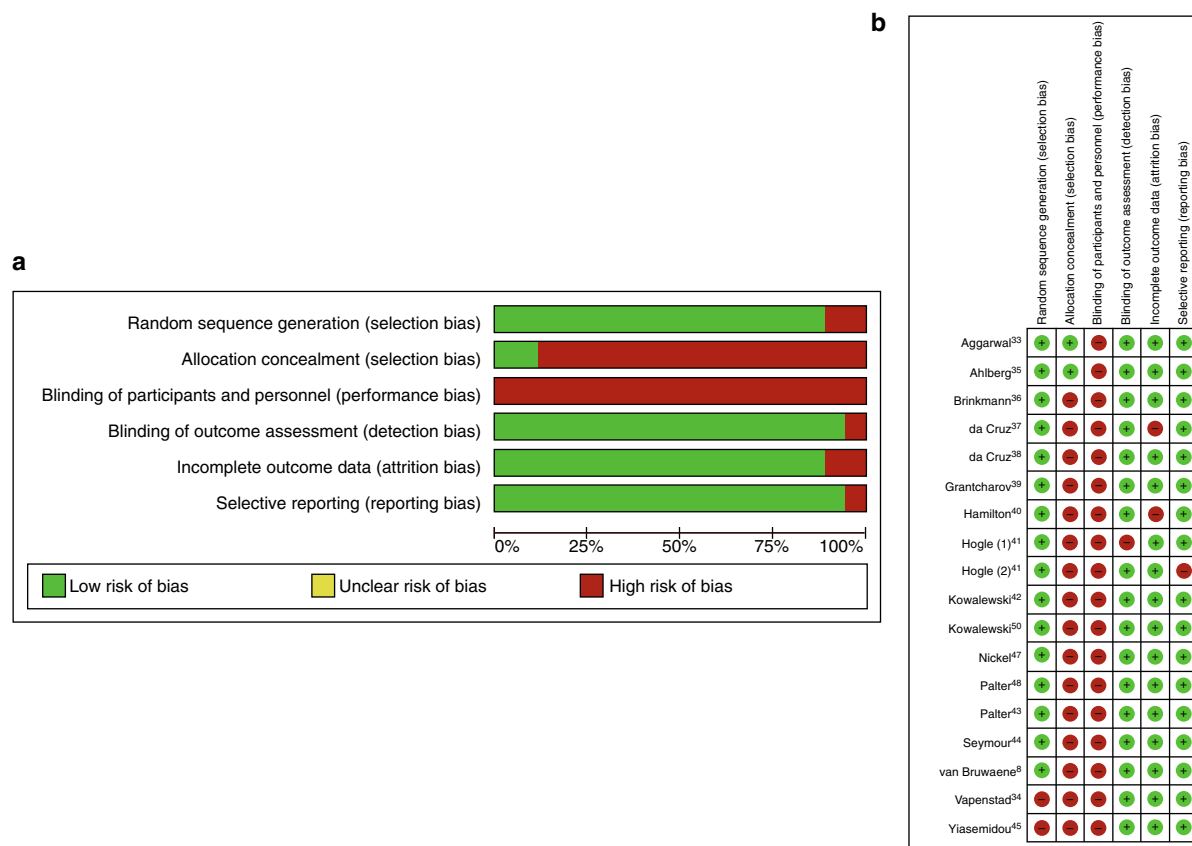 a
Random sequence generation (selection bias)
Allocation concealment (selection bias)
Blinding of participants and personnel (performance bias)
Blinding of outcome assessment (detection bias)
Incomplete outcome data (attrition bias)
Selective reporting (reporting bias)
0% 25% 50% 75% 100%
Low risk of bias Unclear risk of bias High risk of bias
b
Random sequence generation (selection bias)
Allocation concealment (selection bias)
Blinding of participants and personnel (performance bias)
Blinding of outcome assessment (detection bias)
Incomplete outcome data (attrition bias)
Selective reporting (reporting bias)
Aggarwal³³ + + − + + +
Ahlberg³⁵ + + − + + +
Brinkmann³⁶ + − − + + +
da Cruz³⁷ + − − + − +
da Cruz³⁸ + − − + + +
Grantcharov³⁹ + − − + + +
Hamilton⁴⁰ + − − + − +
Hogle (1)⁴¹ + − − − + +
Hogle (2)⁴¹ + − − + + −
Kowalewski⁴² + − − + + +
Kowalewski⁵⁰ + − − + + +
Nickel⁴⁷ + − − + + +
Palter⁴⁸ + − − + + +
Palter⁴³ + − − + + +
Seymour⁴⁴ + − − + + +
van Bruwaene⁸ + − − + + +
Vapenstad³⁴ − − − + + +
Yiasemidou⁴⁵ − − − + + +